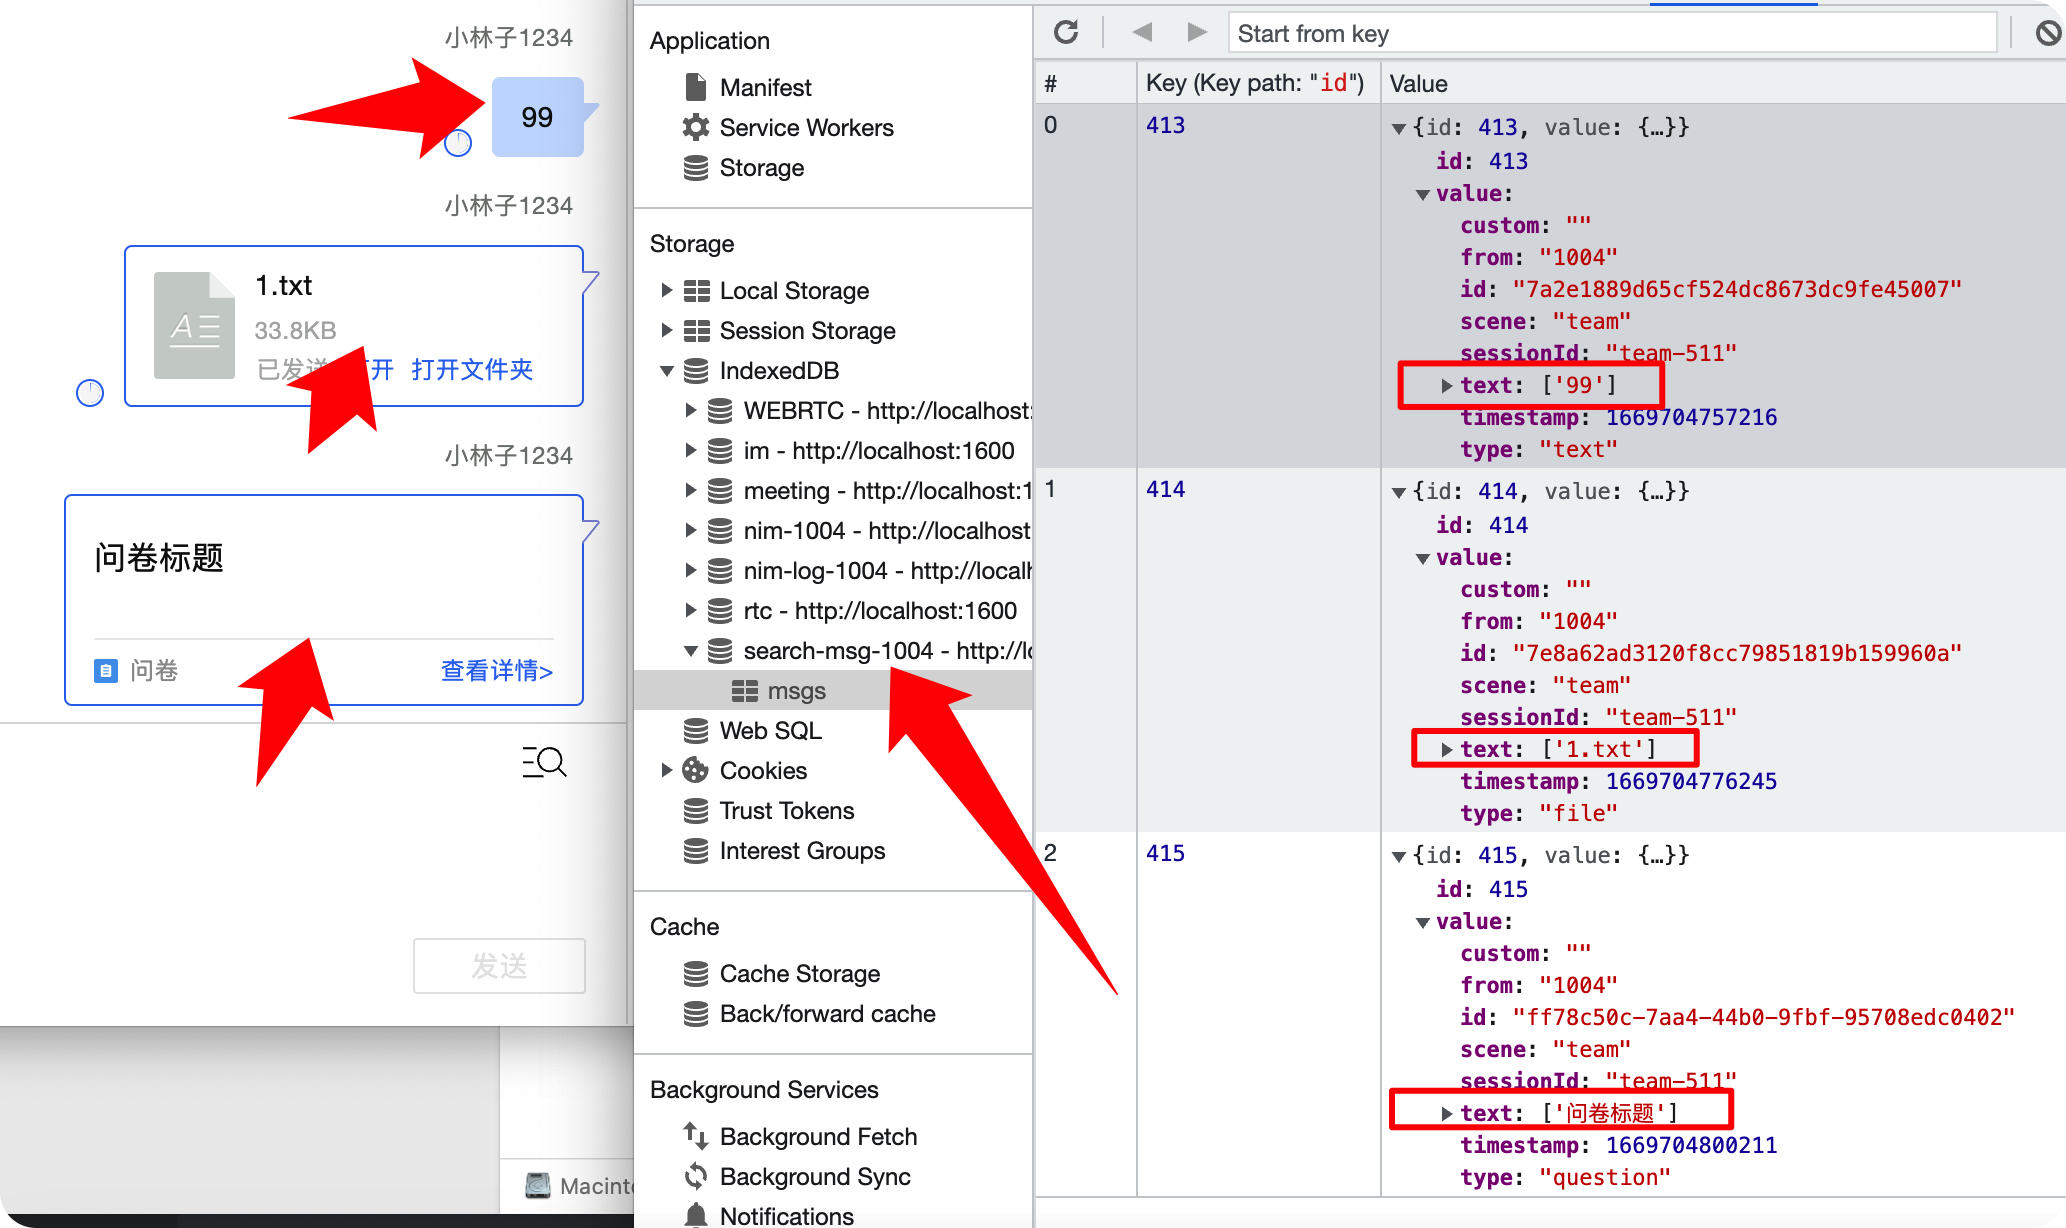 小林子1234
99
小林子1234
1.txt
33.8KB
打开文件夹
小林子1234
问卷标题
问卷
查看详情>
发送
Application
Manifest
Service Workers
Storage
Storage
Local Storage
Session Storage
IndexedDB
WEBRTC - http://localhost:
im - http://localhost:1600
meeting - http://localhost:1
nim-1004 - http://localhost
nim-log-1004 - http://local
rtc - http://localhost:1600
search-msg-1004 - http://lo
msgs
Web SQL
Cookies
Trust Tokens
Interest Groups
Cache
Cache Storage
Back/forward cache
Background Services
Background Fetch
Background Sync
Notifications
Start from key
# Key (Key path: "id") Value
0 413 {id: 413, value: {…}}
id: 413
value:
custom: ""
from: "1004"
id: "7a2e1889d65cf524dc8673dc9fe45007"
scene: "team"
sessionId: "team-511"
text: ['99']
timestamp: 1669704757216
type: "text"
1 414 {id: 414, value: {…}}
id: 414
value:
custom: ""
from: "1004"
id: "7e8a62ad3120f8cc79851819b159960a"
scene: "team"
sessionId: "team-511"
text: ['1.txt']
timestamp: 1669704776245
type: "file"
2 415 {id: 415, value: {…}}
id: 415
value:
custom: ""
from: "1004"
id: "ff78c50c-7aa4-44b0-9fbf-95708edc0402"
scene: "team"
sessionId: "team-511"
text: ['问卷标题']
timestamp: 1669704800211
type: "question"